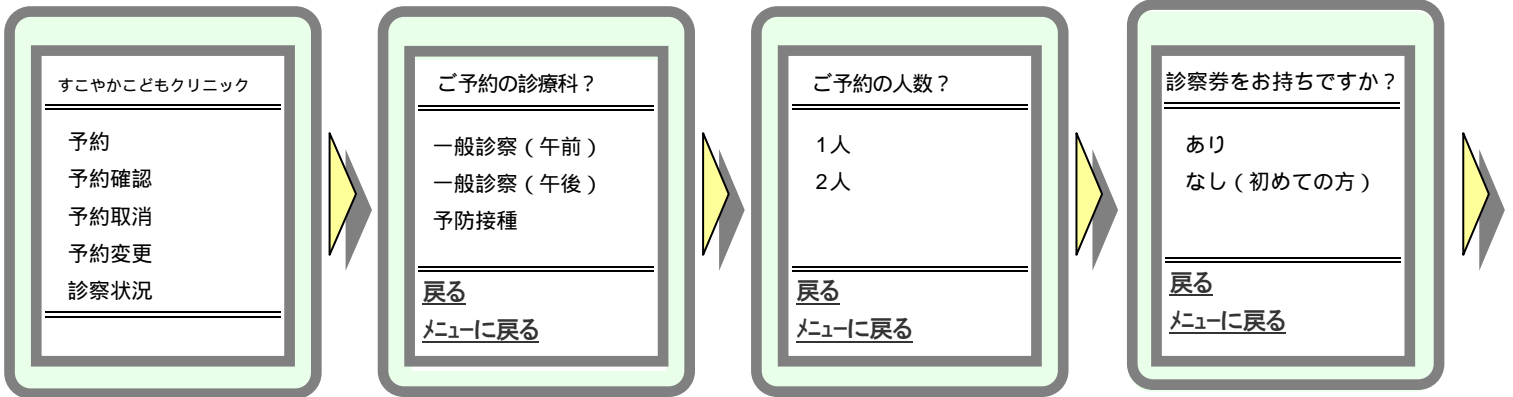 すこやかこどもクリニック
予約
予約確認
予約取消
予約変更
診察状況
ご予約の診療科？
一般診察（午前）
一般診察（午後）
予防接種
戻る
ﾒﾆｭｰに戻る
ご予約の人数？
1人
2人
戻る
ﾒﾆｭｰに戻る
診察券をお持ちですか？
あり
なし（初めての方）
戻る
ﾒﾆｭｰに戻る